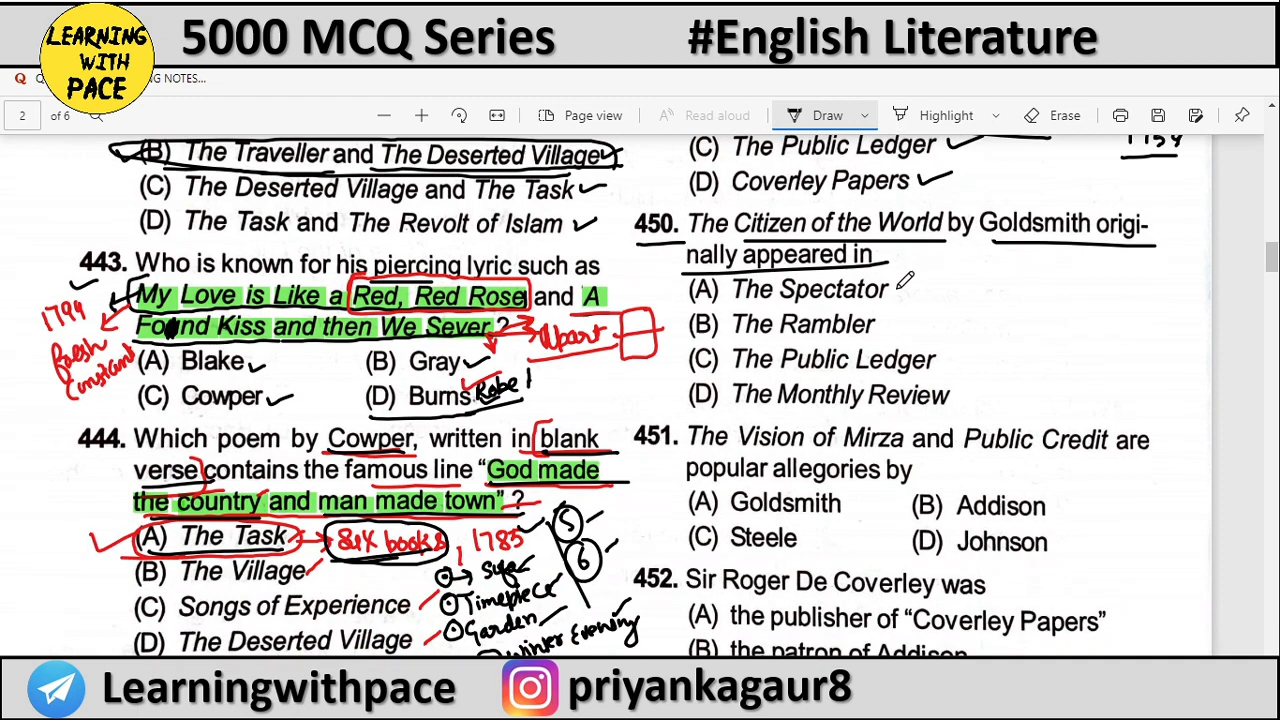 LEARNING
WITH
PACE
5000 MCQ Series
#English Literature
NG NOTES...
2 of 6
Page view
Read aloud
Draw
Highlight
Erase
(B) The Traveller and The Deserted Village
(C) The Deserted Village and The Task
(D) The Task and The Revolt of Islam
443. Who is known for his piercing lyric such as
My Love is Like a Red, Red Rose and A
Found Kiss and then We Sever?
Apart
1794
(A) Blake
(B) Gray
(C) Cowper
(D) Burns
444. Which poem by Cowper, written in blank
verse contains the famous line “God made
the country and man made town”?
(A) The Task
six books, 1785
5
6
(B) The Village
Sofa
(C) Songs of Experience
Timepiece
Garden
(D) The Deserted Village
Winter Evening
(C) The Public Ledger
(D) Coverley Papers
450. The Citizen of the World by Goldsmith origi-
nally appeared in
(A) The Spectator
(B) The Rambler
(C) The Public Ledger
(D) The Monthly Review
451. The Vision of Mirza and Public Credit are
popular allegories by
(A) Goldsmith
(B) Addison
(C) Steele
(D) Johnson
452. Sir Roger De Coverley was
(A) the publisher of “Coverley Papers”
(B) the patron of Addison
Learningwithpace
priyankagaur8